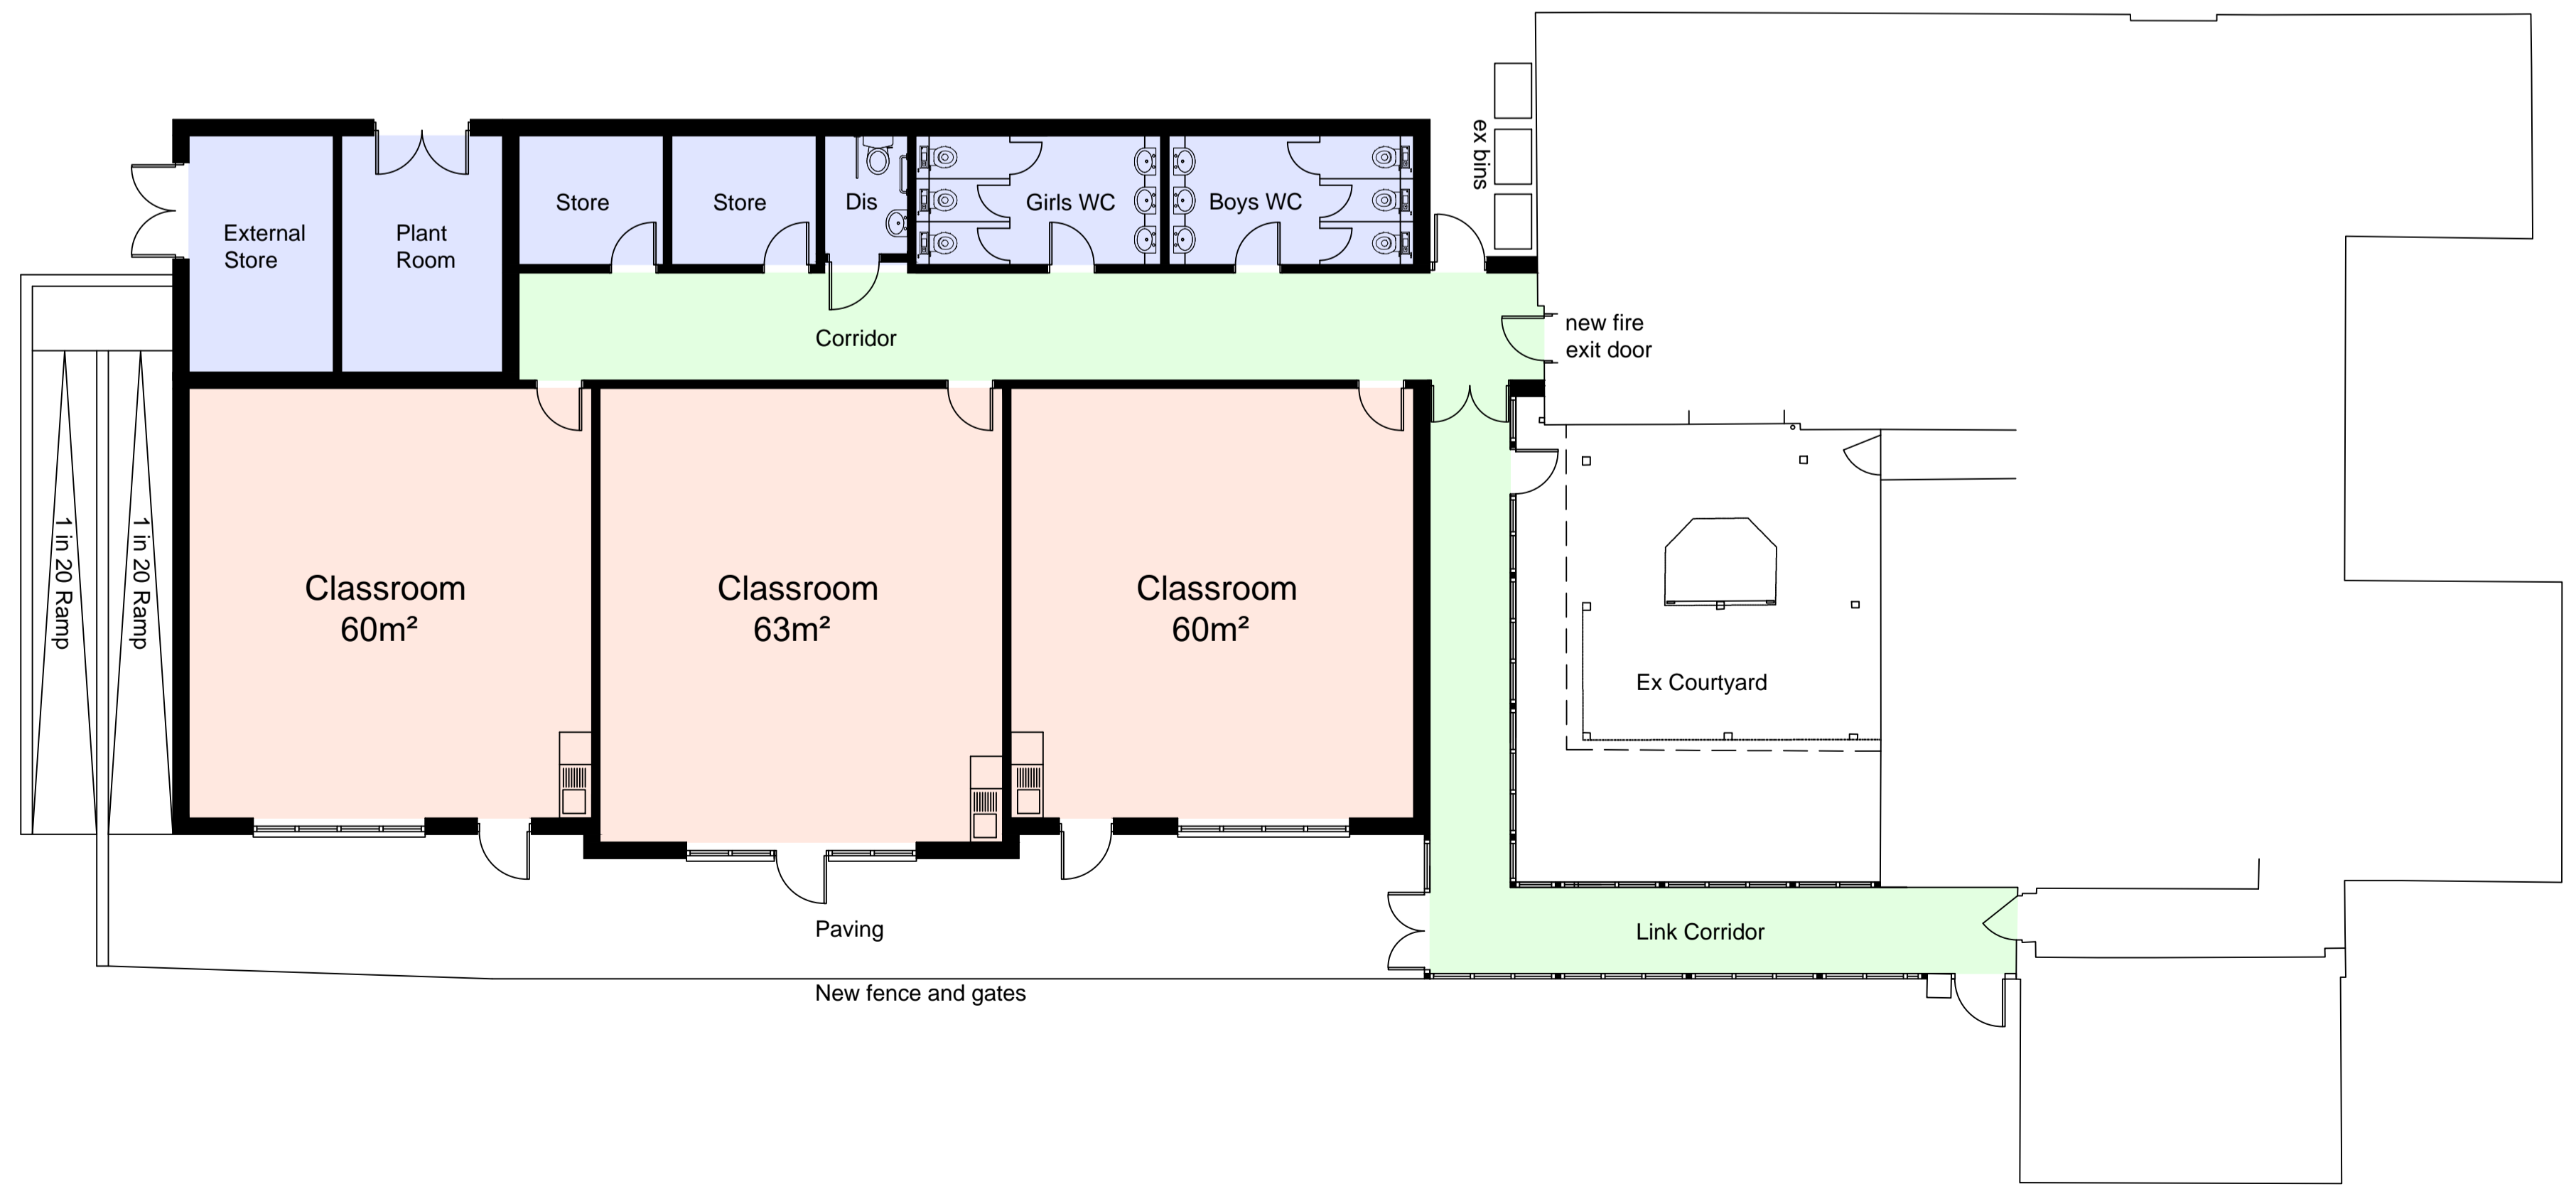 ex bins
External
Store
Plant
Room
Store
Store
Dis
Girls WC
Boys WC
Corridor
new fire
exit door
1 in 20 Ramp
1 in 20 Ramp
Classroom
60m²
Classroom
63m²
Classroom
60m²
Ex Courtyard
Paving
Link Corridor
New fence and gates